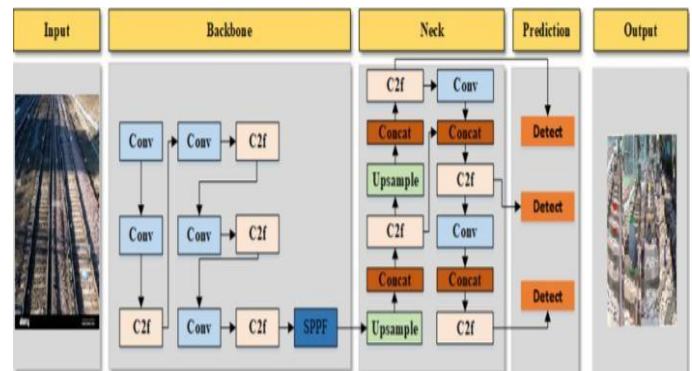 Input
Backbone
Neck
Prediction
Output
Conv
Conv
C2f
Conv
Conv
C2f
C2f
Conv
C2f
SPPF
C2f
Conv
Concat
Concat
Upsample
C2f
C2f
Conv
Concat
Concat
Upsample
C2f
Detect
Detect
Detect